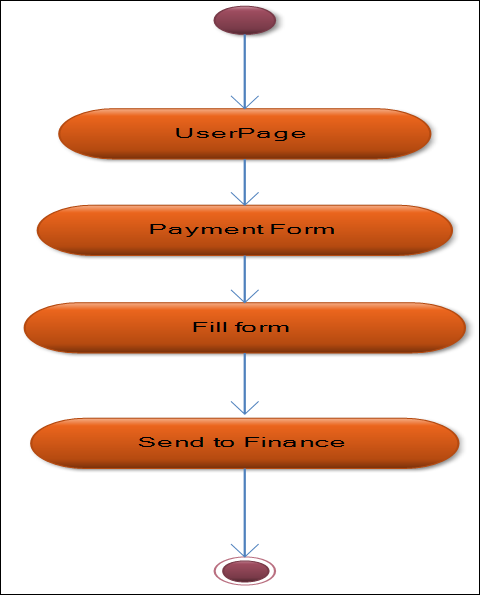 UserPage
Payment Form
Fill form
Send to Finance